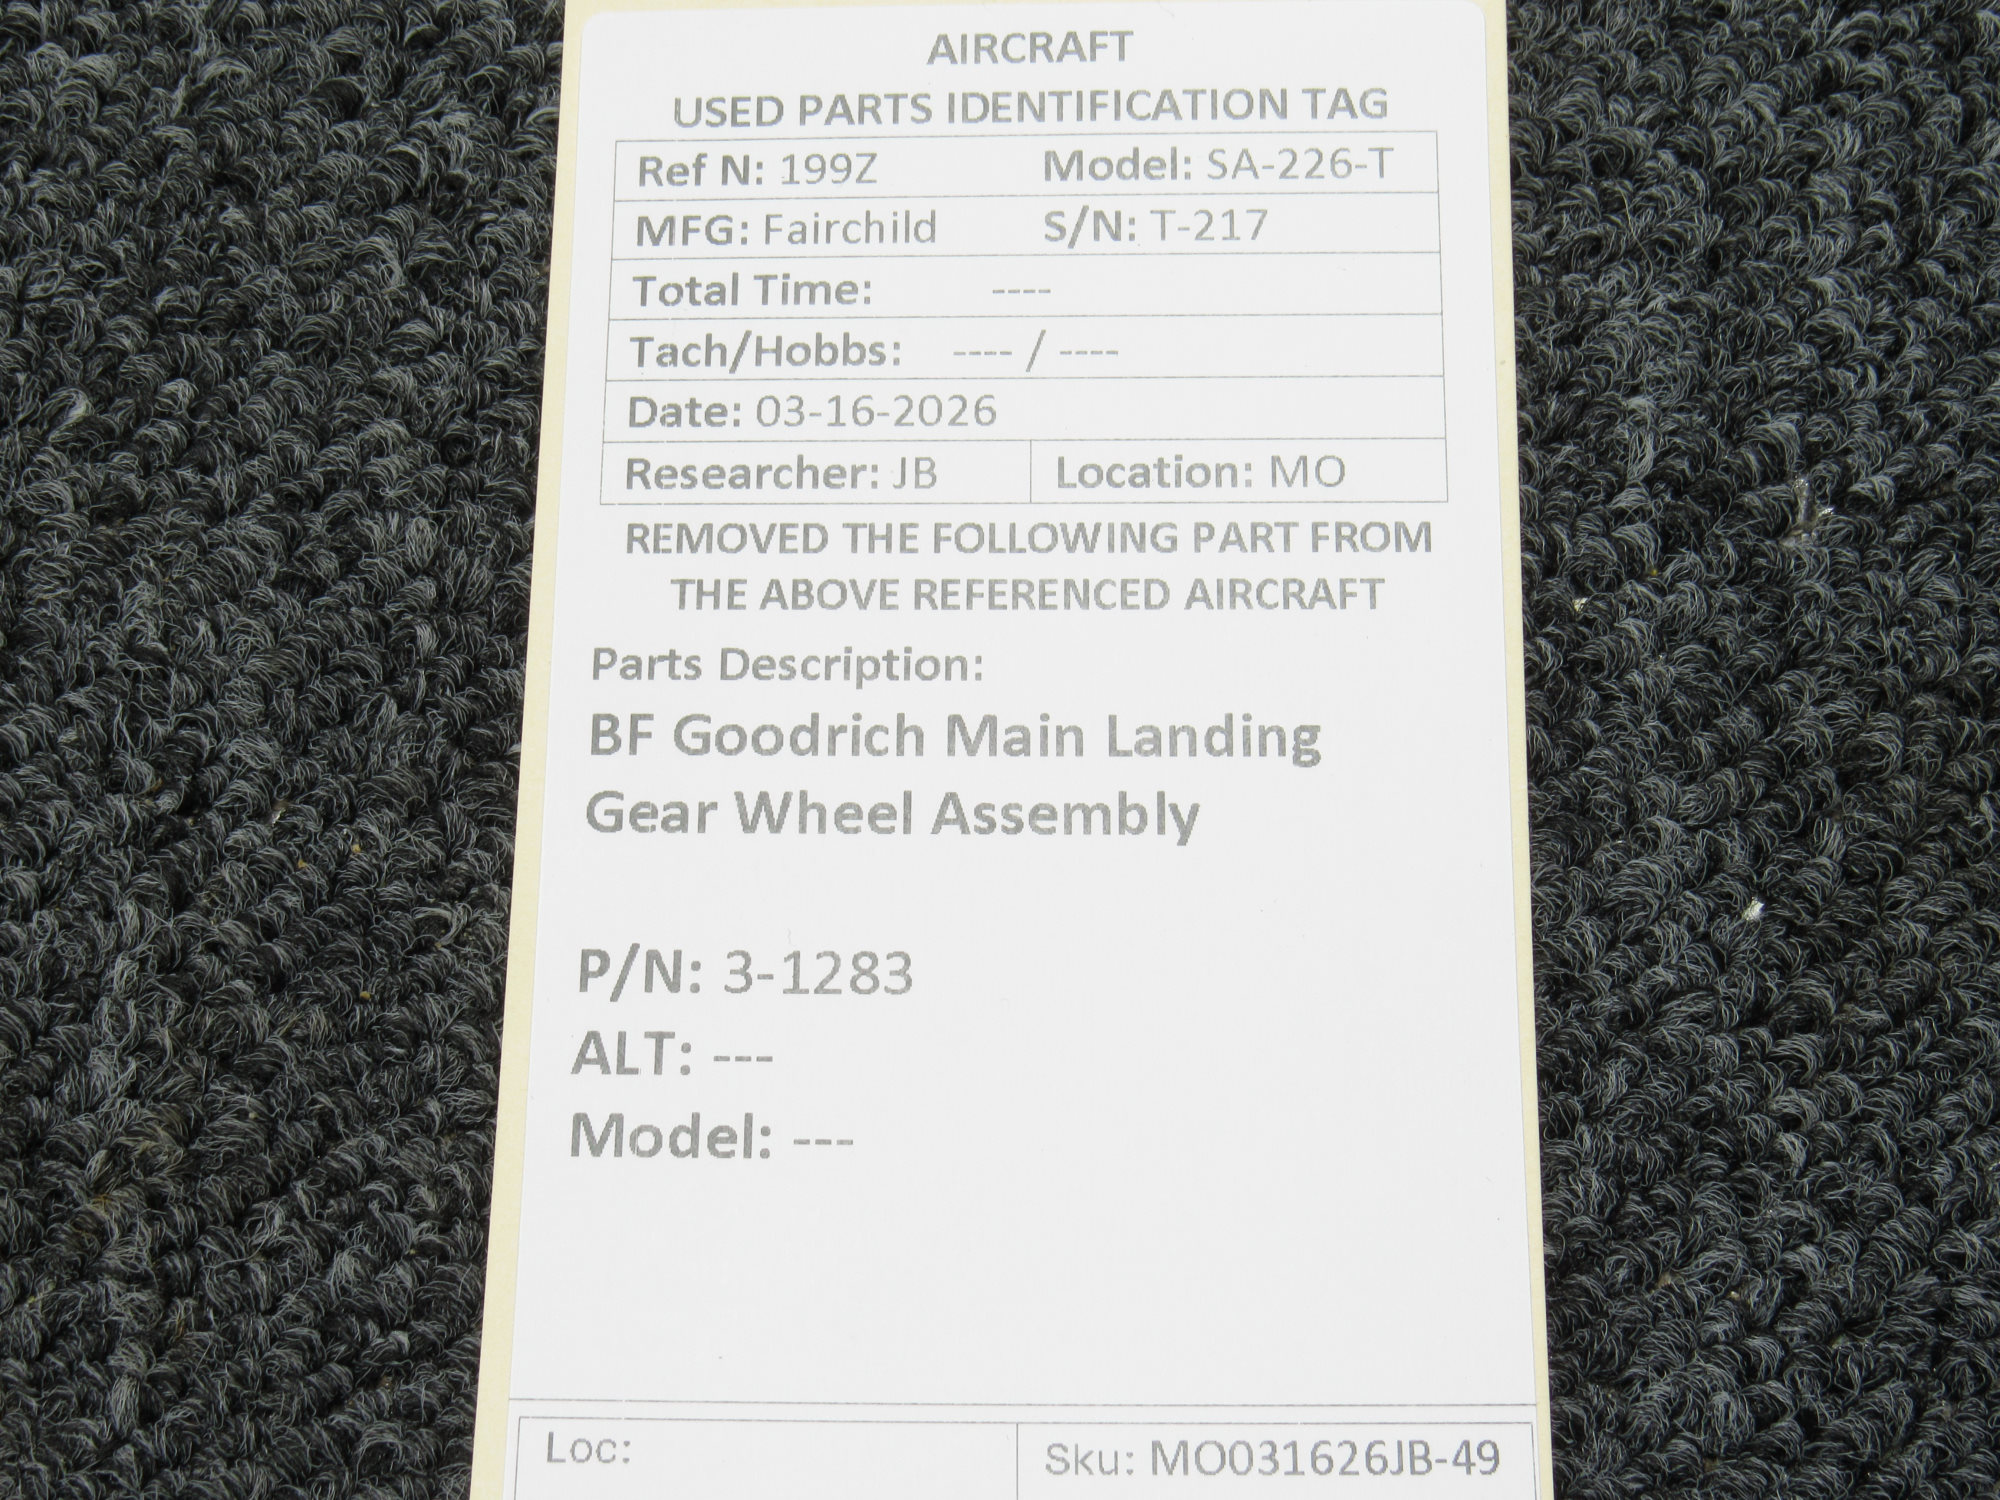 AIRCRAFT
USED PARTS IDENTIFICATION TAG
Ref N: 199Z Model: SA-226-T
MFG: Fairchild S/N: T-217
Total Time: ----
Tach/Hobbs: ---- / ----
Date: 03-16-2026
Researcher: JB Location: MO
REMOVED THE FOLLOWING PART FROM
THE ABOVE REFERENCED AIRCRAFT
Parts Description:
BF Goodrich Main Landing
Gear Wheel Assembly
P/N: 3-1283
ALT: ---
Model: ---
Loc: Sku: MO031626JB-49